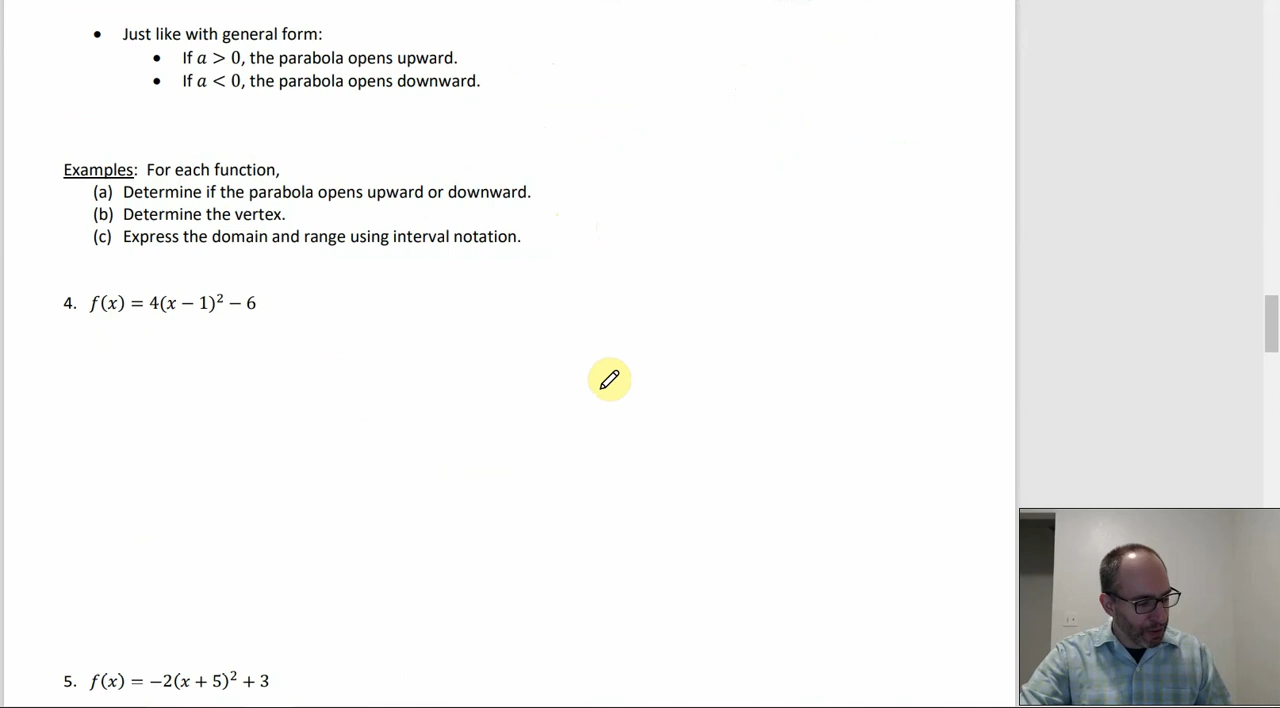 • Just like with general form:
• If a > 0, the parabola opens upward.
• If a < 0, the parabola opens downward.
Examples: For each function,
(a) Determine if the parabola opens upward or downward.
(b) Determine the vertex.
(c) Express the domain and range using interval notation.
4. f(x) = 4(x − 1)² − 6
5. f(x) = −2(x + 5)² + 3